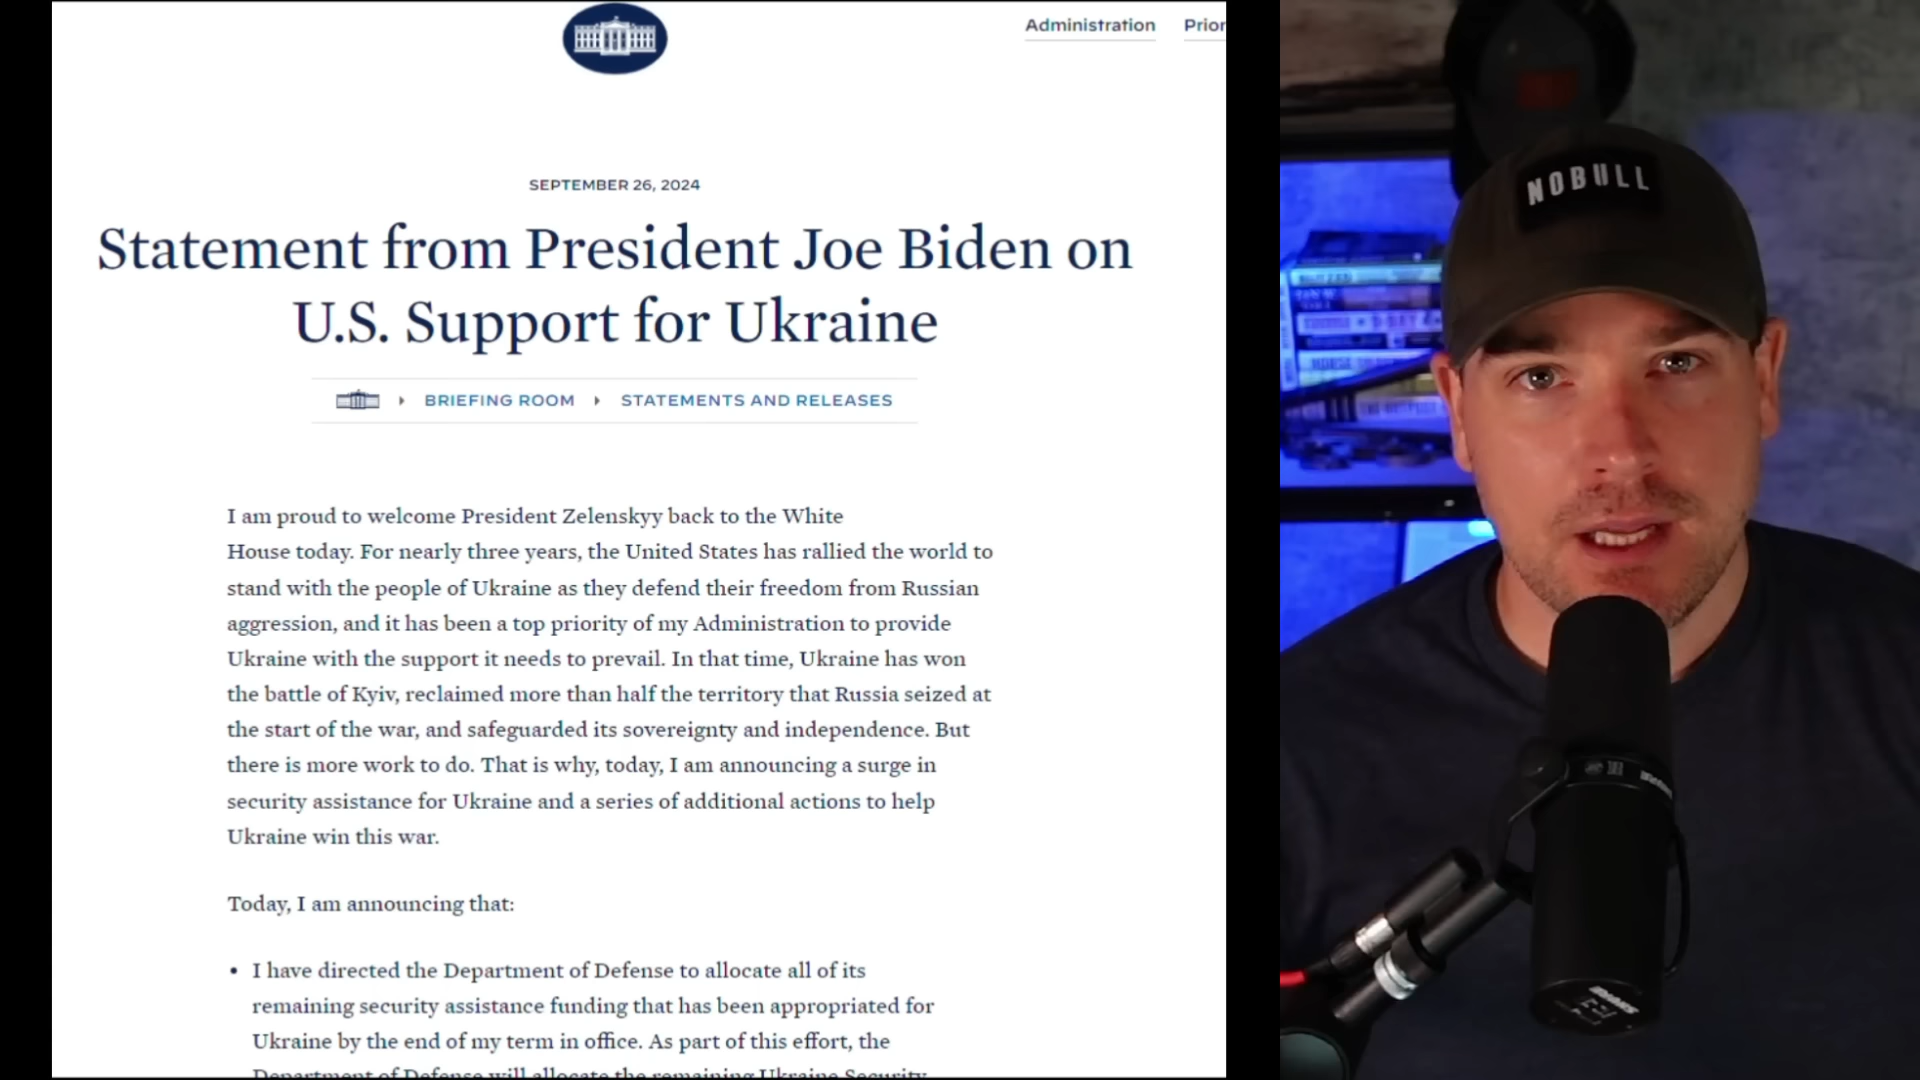 Administration
Prior
SEPTEMBER 26, 2024
Statement from President Joe Biden on
U.S. Support for Ukraine
BRIEFING ROOM
STATEMENTS AND RELEASES
I am proud to welcome President Zelenskyy back to the White
House today. For nearly three years, the United States has rallied the world to
stand with the people of Ukraine as they defend their freedom from Russian
aggression, and it has been a top priority of my Administration to provide
Ukraine with the support it needs to prevail. In that time, Ukraine has won
the battle of Kyiv, reclaimed more than half the territory that Russia seized at
the start of the war, and safeguarded its sovereignty and independence. But
there is more work to do. That is why, today, I am announcing a surge in
security assistance for Ukraine and a series of additional actions to help
Ukraine win this war.
Today, I am announcing that:
• I have directed the Department of Defense to allocate all of its
remaining security assistance funding that has been appropriated for
Ukraine by the end of my term in office. As part of this effort, the
Department of Defense will allocate the remaining Ukraine Security
NOBULL